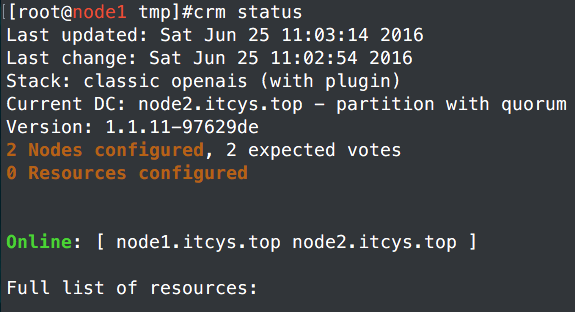 [[root@node1 tmp]#crm status
Last updated: Sat Jun 25 11:03:14 2016
Last change: Sat Jun 25 11:02:54 2016
Stack: classic openais (with plugin)
Current DC: node2.itcys.top - partition with quorum
Version: 1.1.11-97629de
2 Nodes configured, 2 expected votes
0 Resources configured
Online: [ node1.itcys.top node2.itcys.top ]
Full list of resources: